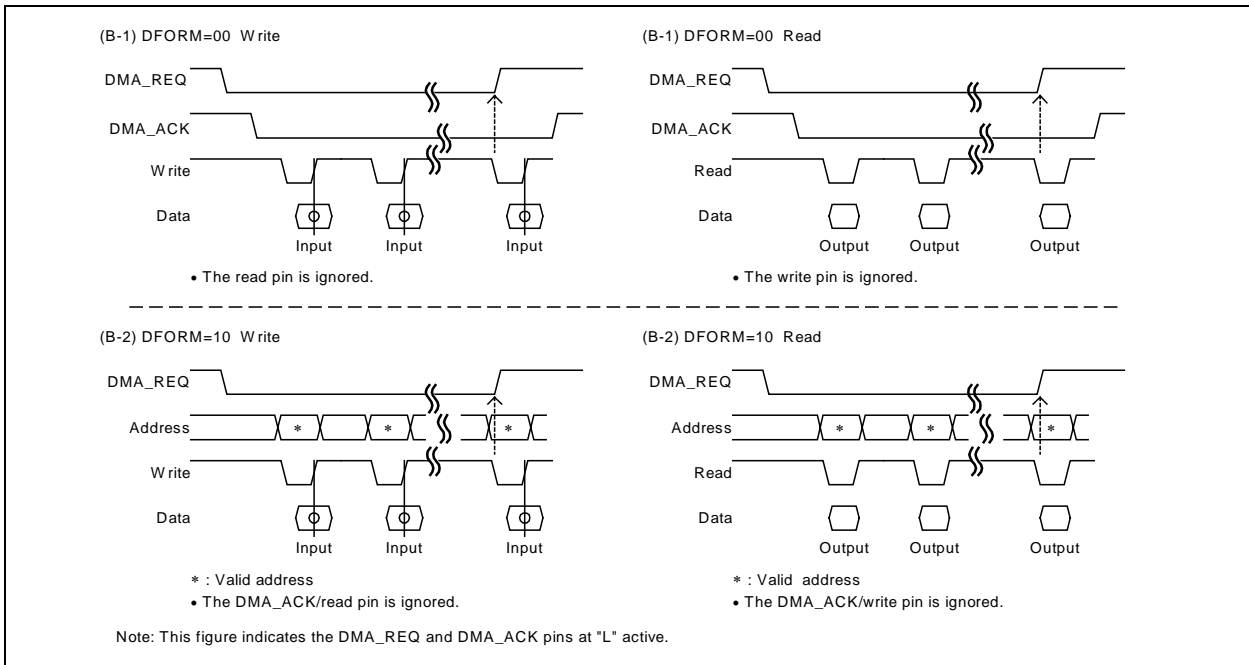 (B-1) DFORM=00 Write
DMA_REQ
DMA_ACK
Write
Data
Input Input Input
• The read pin is ignored.
(B-1) DFORM=00 Read
DMA_REQ
DMA_ACK
Read
Data
Output Output Output
• The write pin is ignored.
(B-2) DFORM=10 Write
DMA_REQ
Address
* * *
Write
Data
Input Input Input
* : Valid address
• The DMA_ACK/read pin is ignored.
(B-2) DFORM=10 Read
DMA_REQ
Address
* * *
Read
Data
Output Output Output
* : Valid address
• The DMA_ACK/write pin is ignored.
Note: This figure indicates the DMA_REQ and DMA_ACK pins at "L" active.